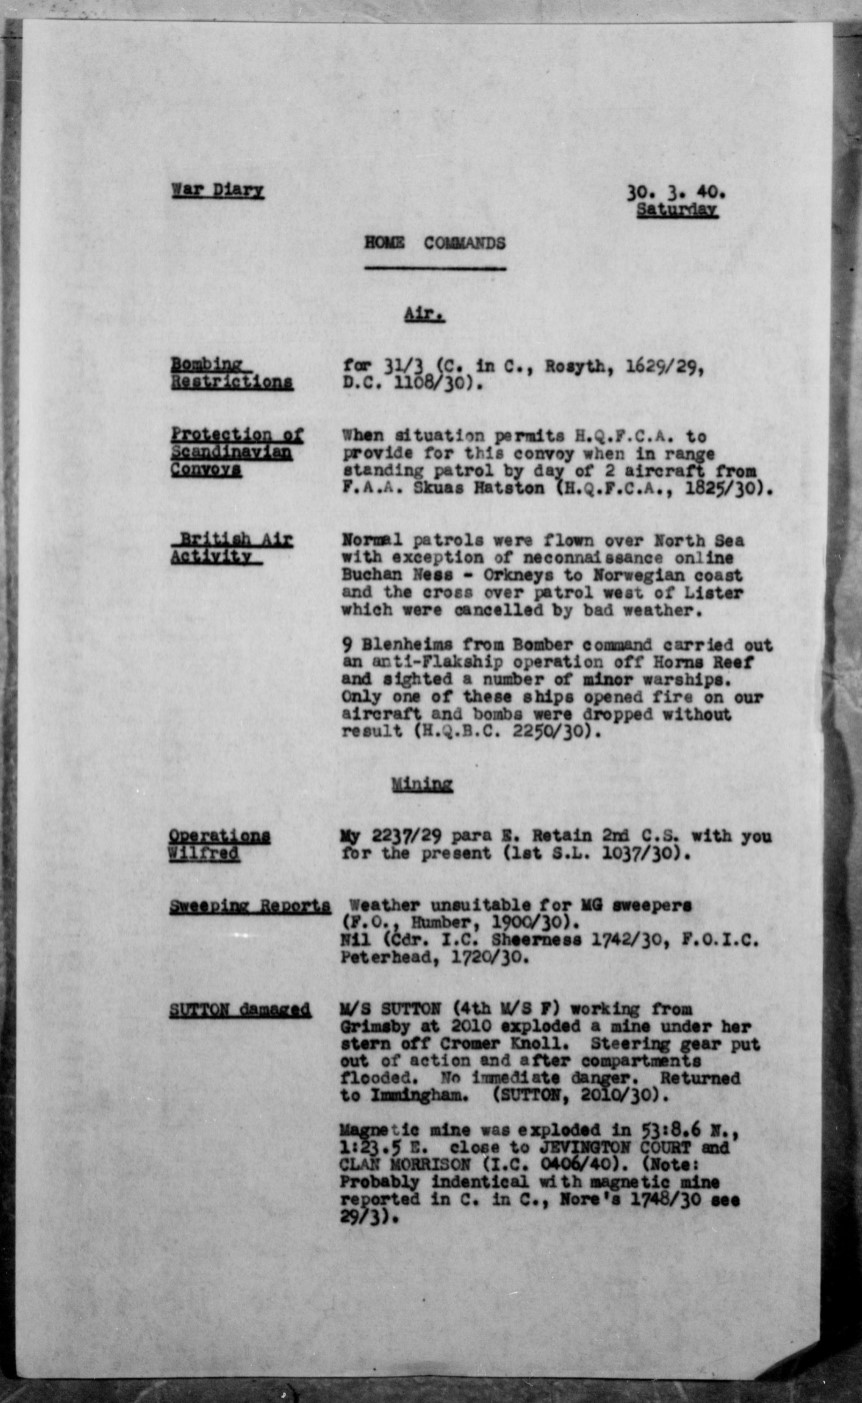 War Diary 30. 3. 40.
Saturday
HOME COMMANDS
Air.
Bombing for 31/3 (C. in C., Rosyth, 1629/29,
Restrictions D.C. 1108/30).
Protection of When situation permits H.Q.F.C.A. to
Scandinavian provide for this convoy when in range
Convoys standing patrol by day of 2 aircraft from
F.A.A. Skuas Hatston (H.Q.F.C.A., 1825/30).
British Air Normal patrols were flown over North Sea
Activity with exception of neconnaissance online
Buchan Ness - Orkneys to Norwegian coast
and the cross over patrol west of Lister
which were cancelled by bad weather.
9 Blenheims from Bomber command carried out
an anti-Flakship operation off Horns Reef
and sighted a number of minor warships.
Only one of these ships opened fire on our
aircraft and bombs were dropped without
result (H.Q.B.C. 2250/30).
Mining
Operations My 2237/29 para E. Retain 2nd C.S. with you
Wilfred for the present (1st S.L. 1037/30).
Sweeping Reports Weather unsuitable for MG sweepers
(F.O., Humber, 1900/30).
Nil (Cdr. I.C. Sheerness 1742/30, F.O.I.C.
Peterhead, 1720/30.
SUTTON damaged M/S SUTTON (4th M/S F) working from
Grimsby at 2010 exploded a mine under her
stern off Cromer Knoll. Steering gear put
out of action and after compartments
flooded. No immediate danger. Returned
to Immingham. (SUTTON, 2010/30).
Magnetic mine was exploded in 53:8.6 N.,
1:23.5 E. close to JEVINGTON COURT and
CLAN MORRISON (I.C. 0406/40). (Note:
Probably indentical with magnetic mine
reported in C. in C., Nore's 1748/30 see
29/3).